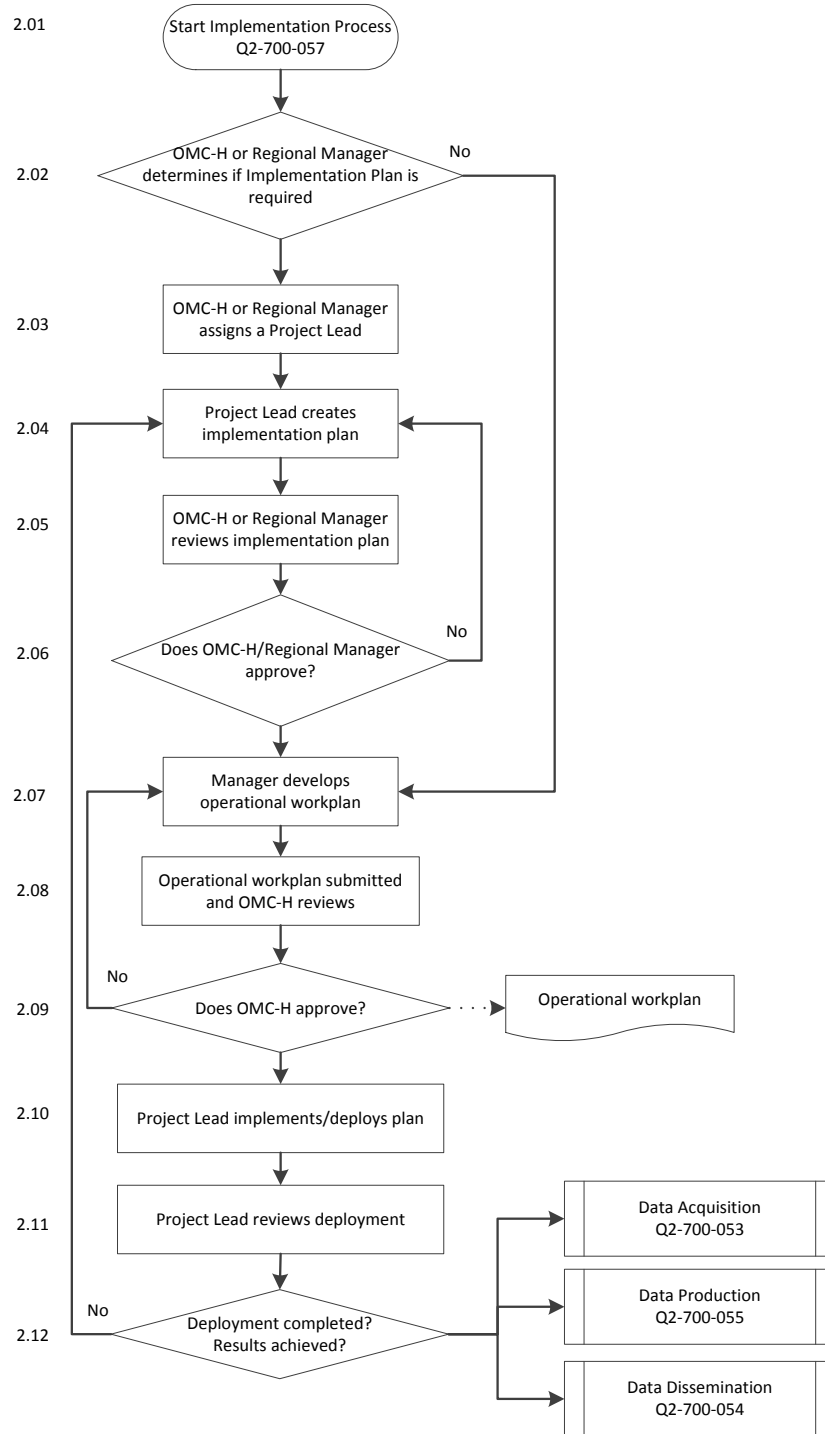 2.01
Start Implementation Process
Q2-700-057
2.02
OMC-H or Regional Manager
determines if Implementation Plan is
required
No
2.03
OMC-H or Regional Manager
assigns a Project Lead
2.04
Project Lead creates
implementation plan
2.05
OMC-H or Regional Manager
reviews implementation plan
2.06
Does OMC-H/Regional Manager
approve?
No
2.07
Manager develops
operational workplan
2.08
Operational workplan submitted
and OMC-H reviews
No
2.09
Does OMC-H approve?
Operational workplan
2.10
Project Lead implements/deploys plan
2.11
Project Lead reviews deployment
Data Acquisition
Q2-700-053
No
2.12
Deployment completed?
Results achieved?
Data Production
Q2-700-055
Data Dissemination
Q2-700-054